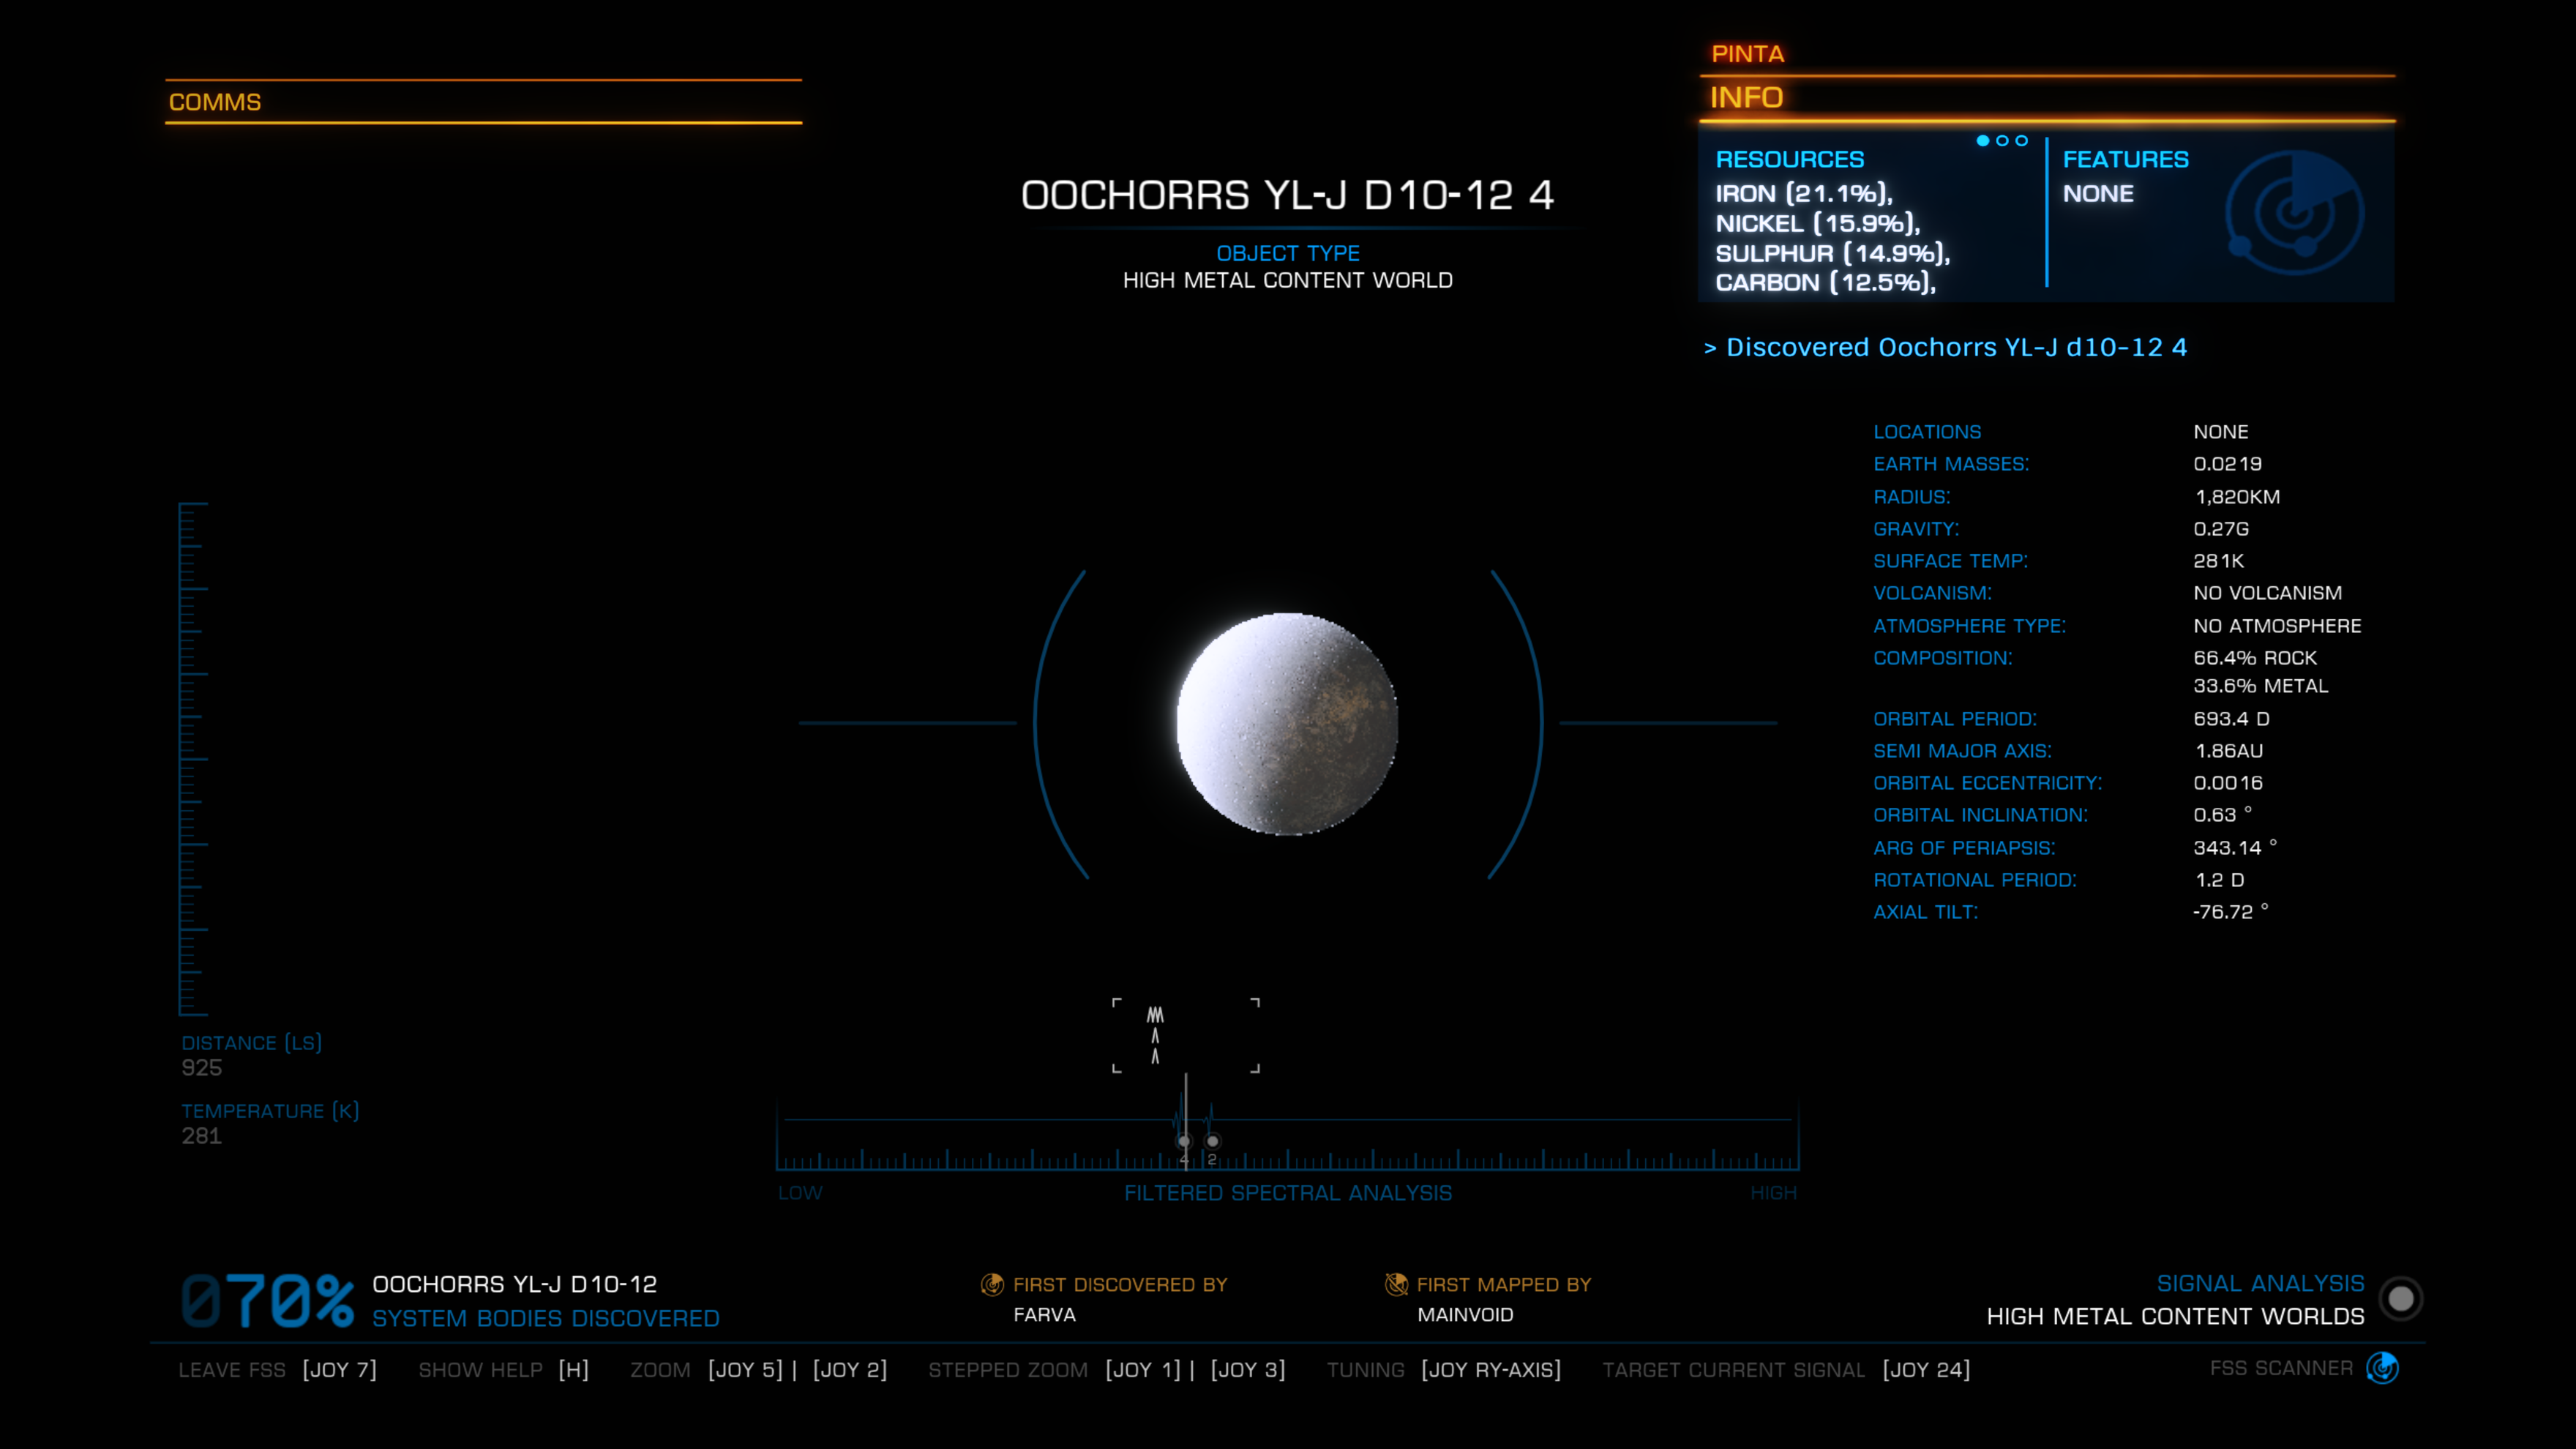 COMMS
PINTA
INFO
RESOURCES
IRON (21.1%),
NICKEL (15.9%),
SULPHUR (14.9%),
CARBON (12.5%),
FEATURES
NONE
OOCHORRS YL-J D10-12 4
OBJECT TYPE
HIGH METAL CONTENT WORLD
> Discovered Oochorrs YL-J d10-12 4
LOCATIONS NONE
EARTH MASSES: 0.0219
RADIUS: 1,820KM
GRAVITY: 0.27G
SURFACE TEMP: 281K
VOLCANISM: NO VOLCANISM
ATMOSPHERE TYPE: NO ATMOSPHERE
COMPOSITION: 66.4% ROCK
33.6% METAL
ORBITAL PERIOD: 693.4 D
SEMI MAJOR AXIS: 1.86AU
ORBITAL ECCENTRICITY: 0.0016
ORBITAL INCLINATION: 0.63 °
ARG OF PERIAPSIS: 343.14 °
ROTATIONAL PERIOD: 1.2 D
AXIAL TILT: -76.72 °
DISTANCE (LS)
925
TEMPERATURE (K)
281
4 2
LOW FILTERED SPECTRAL ANALYSIS HIGH
070% OOCHORRS YL-J D10-12
SYSTEM BODIES DISCOVERED
FIRST DISCOVERED BY
FARVA
FIRST MAPPED BY
MAINVOID
SIGNAL ANALYSIS
HIGH METAL CONTENT WORLDS
LEAVE FSS [JOY 7] SHOW HELP [H] ZOOM [JOY 5] | [JOY 2] STEPPED ZOOM [JOY 1] | [JOY 3] TUNING [JOY RY-AXIS] TARGET CURRENT SIGNAL [JOY 24] FSS SCANNER